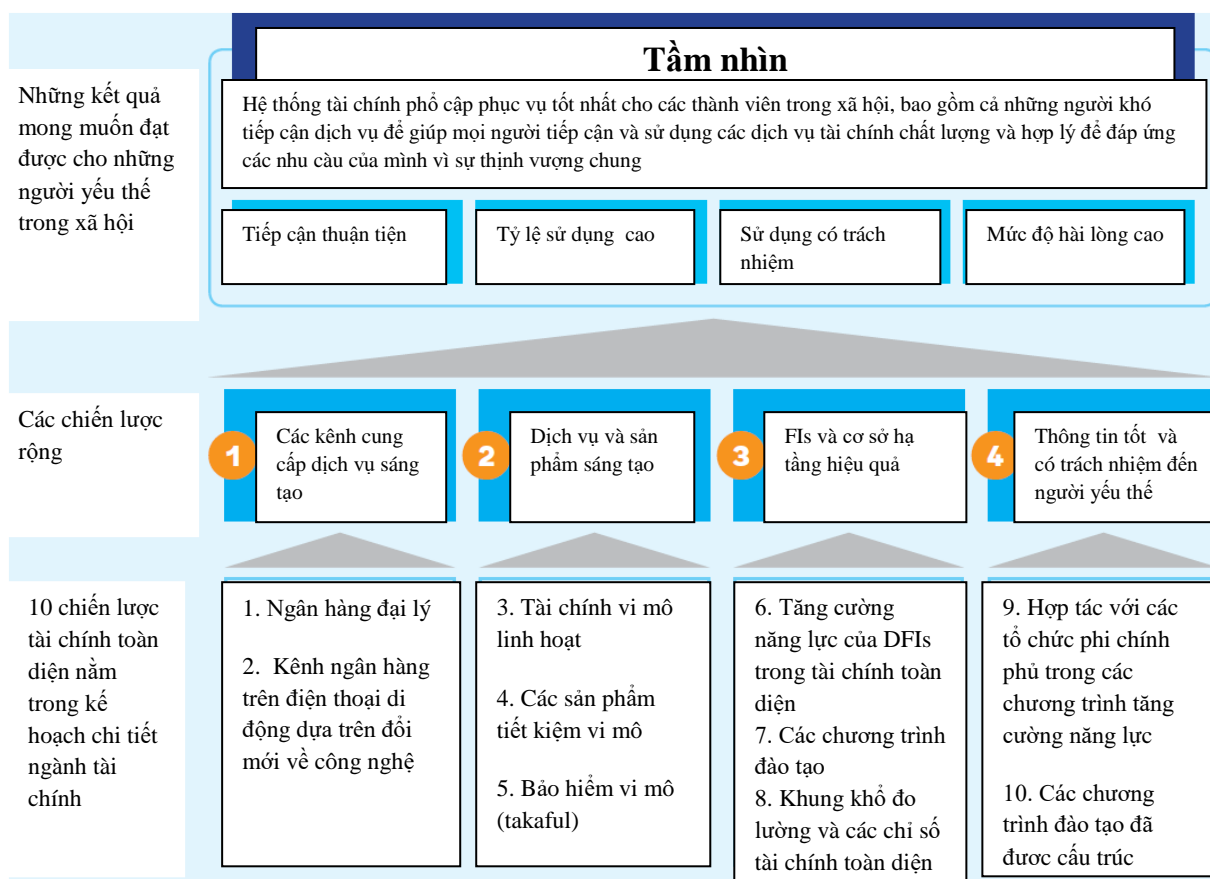 Tầm nhìn
Những kết quả
mong muốn đạt
được cho những
người yếu thế
trong xã hội
Hệ thống tài chính phổ cập phục vụ tốt nhất cho các thành viên trong xã hội, bao gồm cả những người khó
tiếp cận dịch vụ để giúp mọi người tiếp cận và sử dụng các dịch vụ tài chính chất lượng và hợp lý để đáp ứng
các nhu càu của mình vì sự thịnh vượng chung
Tiếp cận thuận tiện
Tỷ lệ sử dụng cao
Sử dụng có trách
nhiệm
Mức độ hài lòng cao
Các chiến lược
rộng
1
Các kênh cung
cấp dịch vụ sáng
tạo
2
Dịch vụ và sản
phẩm sáng tạo
3
FIs và cơ sở hạ
tầng hiệu quả
4
Thông tin tốt và
có trách nhiệm đến
người yếu thế
10 chiến lược
tài chính toàn
diện nằm
trong kế
hoạch chi tiết
ngành tài
chính
1. Ngân hàng đại lý
2. Kênh ngân hàng
trên điện thoại di
động dựa trên đổi
mới về công nghệ
3. Tài chính vi mô
linh hoạt
4. Các sản phẩm
tiết kiệm vi mô
5. Bảo hiểm vi mô
(takaful)
6. Tăng cường
năng lực của DFIs
trong tài chính toàn
diện
7. Các chương trình
đào tạo
8. Khung khổ đo
lường và các chỉ số
tài chính toàn diện
9. Hợp tác với các
tổ chức phi chính
phủ trong các
chương trình tăng
cường năng lực
10. Các chương
trình đào tạo đã
được cấu trúc